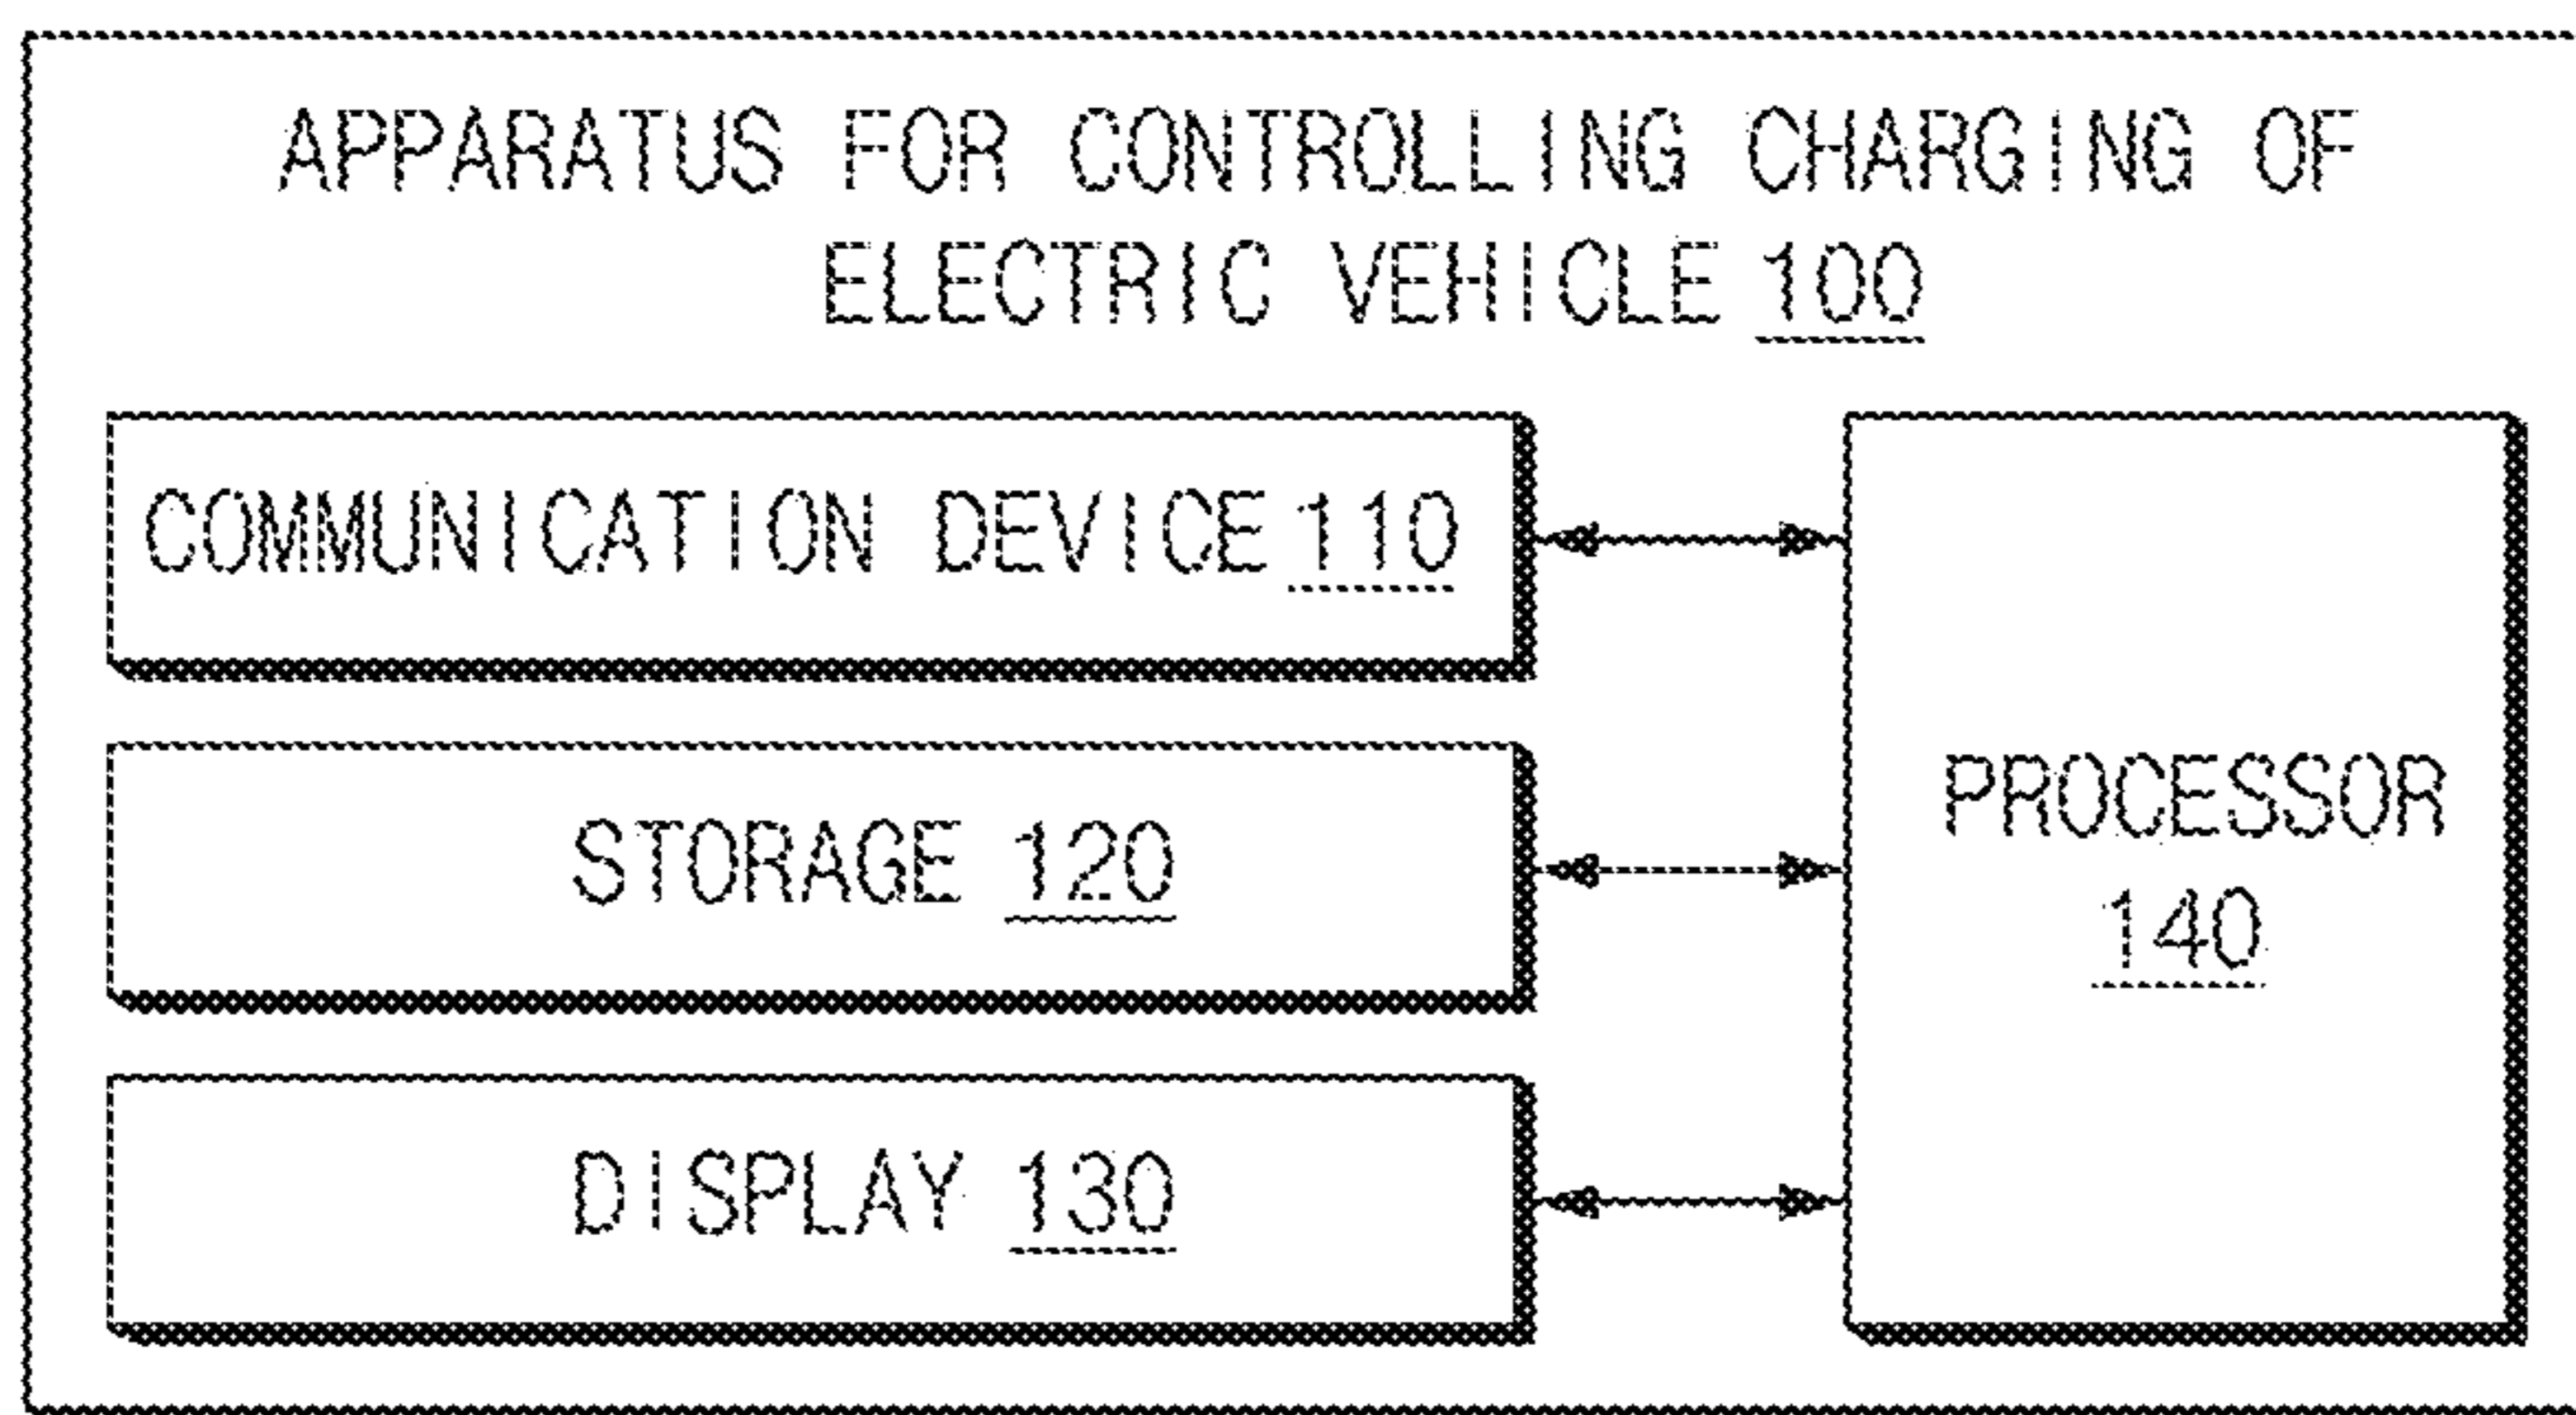 APPARATUS FOR CONTROLLING CHARGING OF
ELECTRIC VEHICLE 100
COMMUNICATION DEVICE 110
STORAGE 120
DISPLAY 130
PROCESSOR
140